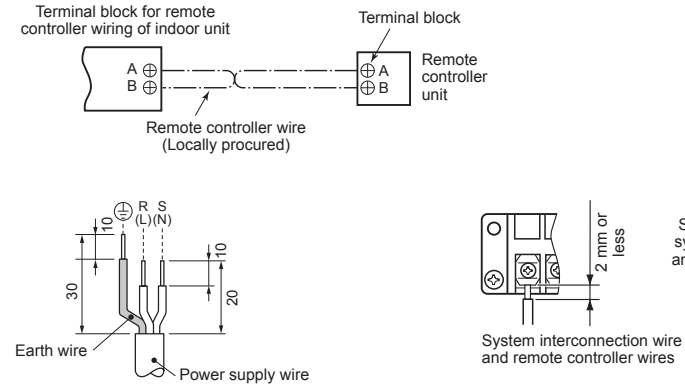 Terminal block for remote
controller wiring of indoor unit
Terminal block
A
B
A
B
Remote
controller
unit
Remote controller wire
(Locally procured)
R S
(L)(N)
10
30
10
20
Earth wire
Power supply wire
2 mm or
less
System interconnection wire
and remote controller wires
S
sy
an